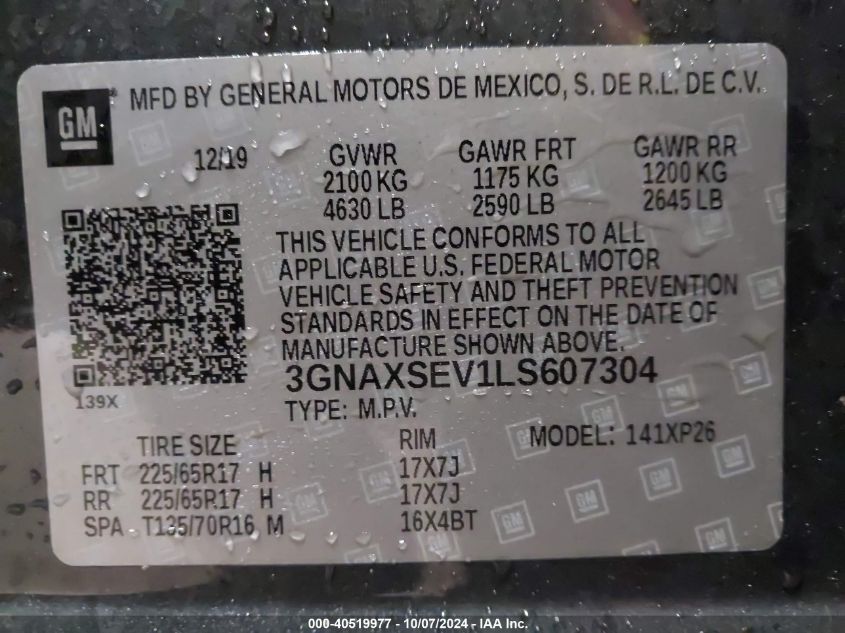 GM MFD BY GENERAL MOTORS DE MEXICO, S. DE R.L. DE C.V.
12/19 GVWR GAWR FRT GAWR RR
2100 KG 1175 KG 1200 KG
4630 LB 2590 LB 2645 LB
THIS VEHICLE CONFORMS TO ALL
APPLICABLE U.S. FEDERAL MOTOR
VEHICLE SAFETY AND THEFT PREVENTION
STANDARDS IN EFFECT ON THE DATE OF
MANUFACTURE SHOWN ABOVE.
3GNAXSEV1LS607304
139X TYPE: M.P.V.
TIRE SIZE RIM MODEL: 141XP26
FRT 225/65R17 H 17X7J
RR 225/65R17 H 17X7J
SPA T135/70R16 M 16X4BT
000-40519977 - 10/07/2024 - VIA IAA, Inc.